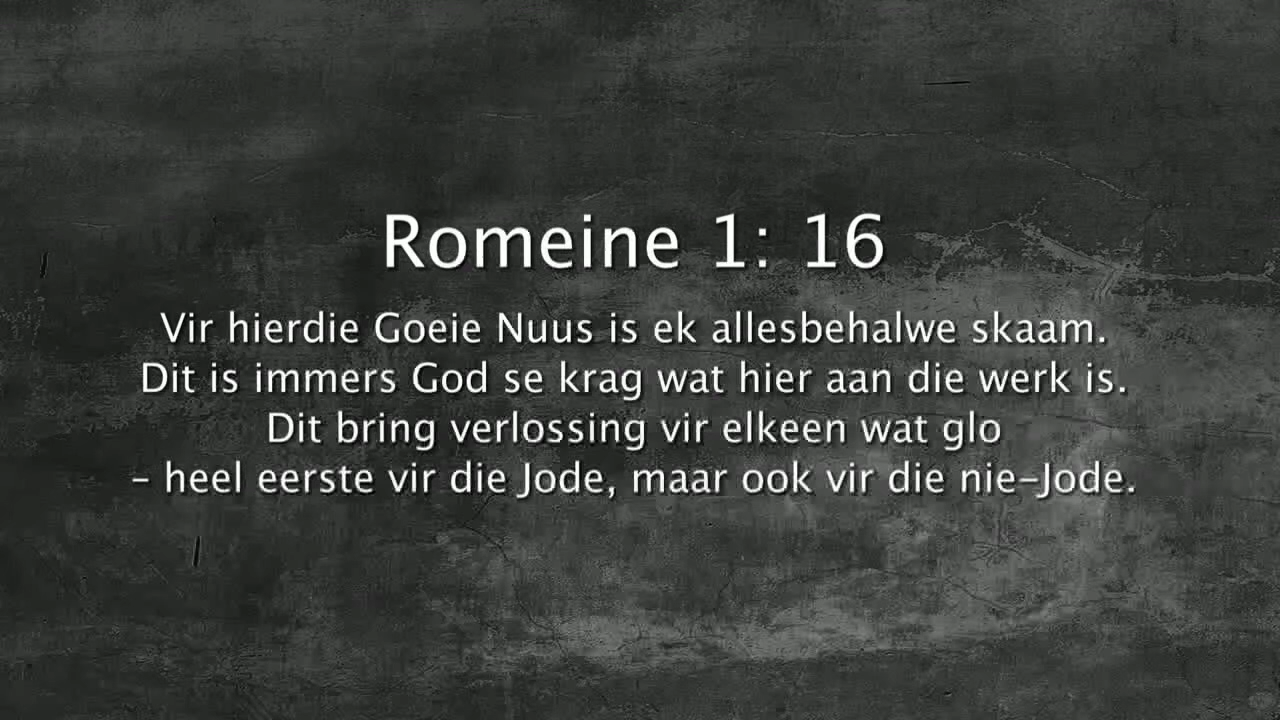 Romeine 1: 16
Vir hierdie Goeie Nuus is ek allesbehalwe skaam.
Dit is immers God se krag wat hier aan die werk is.
Dit bring verlossing vir elkeen wat glo
– heel eerste vir die Jode, maar ook vir die nie–Jode.